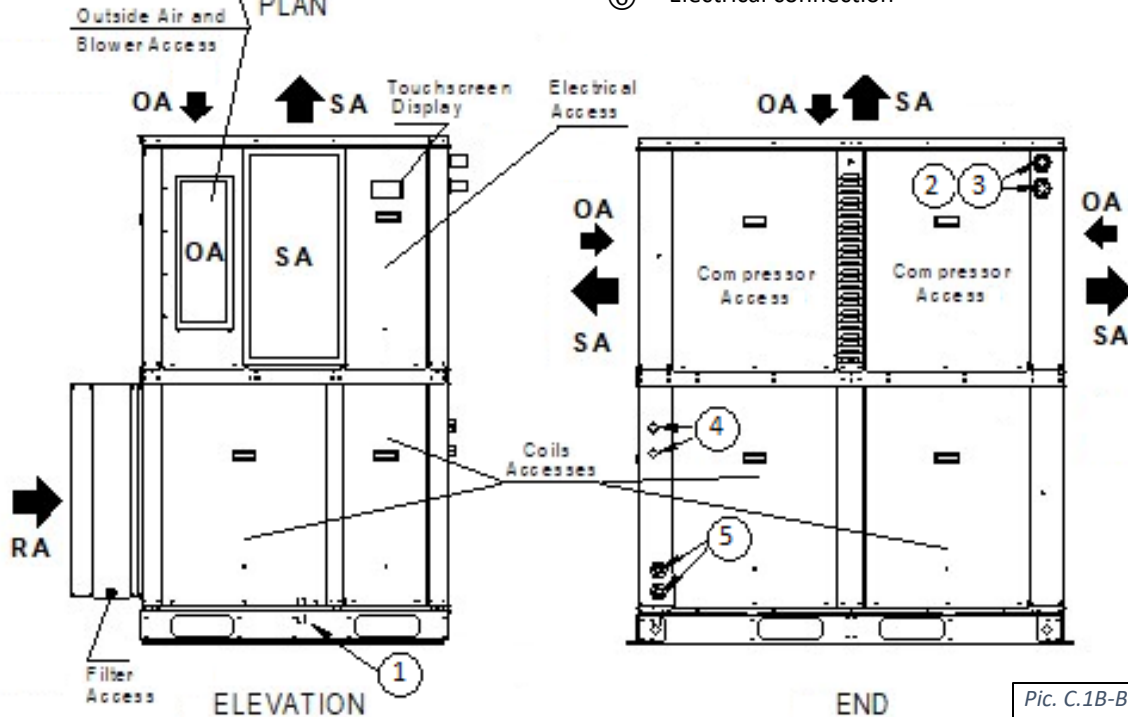 PLAN
⑥ Electrical connection
Outside Air and
Blower Access
OA SA
Touchscreen
Display
Electrical
Access
OA SA
OA
SA
2 3
OA
OA
Compressor
Access
Compressor
Access
SA
SA
4
Coils
Accesses
RA
5
Filter
Access
1
ELEVATION
END
Pic. C.1B-B